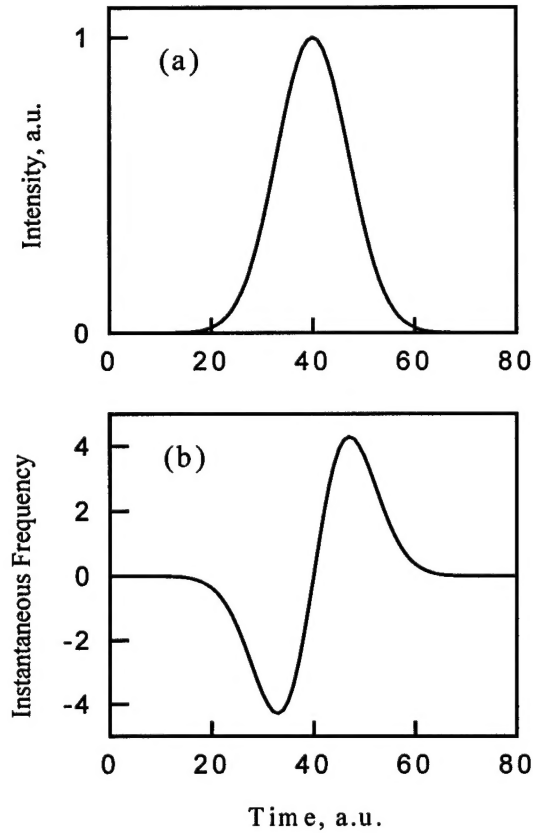 1
(a)
Intensity, a.u.
0
0 20 40 60 80
4
(b)
2
Instantaneous Frequency
0
-2
-4
0 20 40 60 80
Time, a.u.